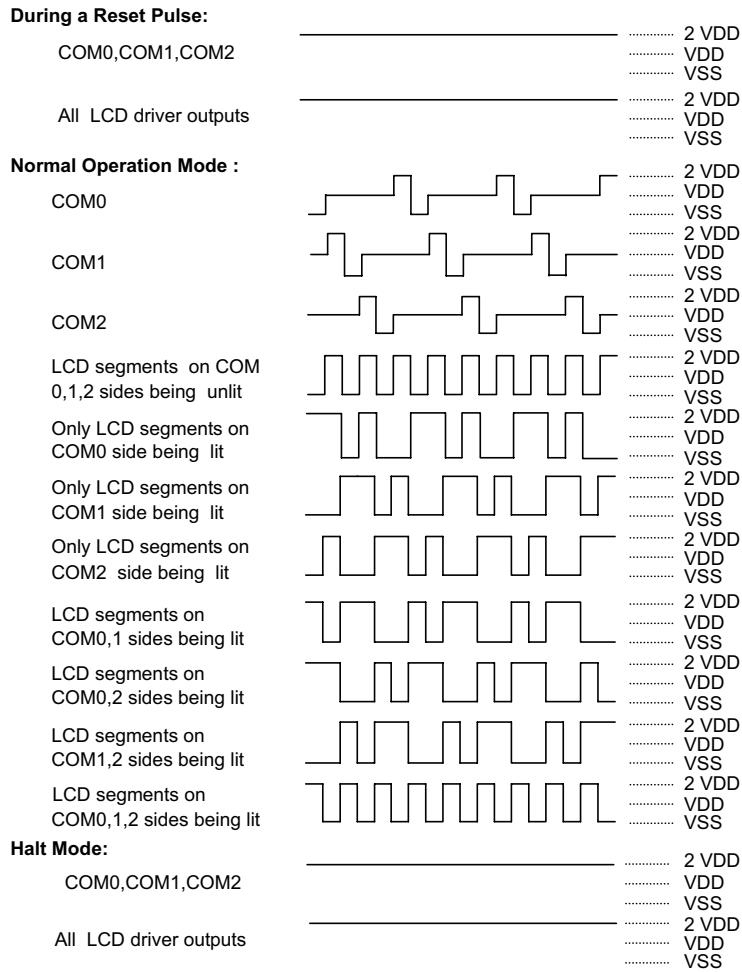 During a Reset Pulse:
COM0,COM1,COM2
2 VDD
VDD
VSS
All LCD driver outputs
2 VDD
VDD
VSS
Normal Operation Mode :
COM0
2 VDD
VDD
VSS
COM1
2 VDD
VDD
VSS
COM2
2 VDD
VDD
VSS
LCD segments on COM
0,1,2 sides being unlit
2 VDD
VDD
VSS
Only LCD segments on
COM0 side being lit
2 VDD
VDD
VSS
Only LCD segments on
COM1 side being lit
2 VDD
VDD
VSS
Only LCD segments on
COM2 side being lit
2 VDD
VDD
VSS
LCD segments on
COM0,1 sides being lit
2 VDD
VDD
VSS
LCD segments on
COM0,2 sides being lit
2 VDD
VDD
VSS
LCD segments on
COM1,2 sides being lit
2 VDD
VDD
VSS
LCD segments on
COM0,1,2 sides being lit
2 VDD
VDD
VSS
Halt Mode:
COM0,COM1,COM2
2 VDD
VDD
VSS
All LCD driver outputs
2 VDD
VDD
VSS